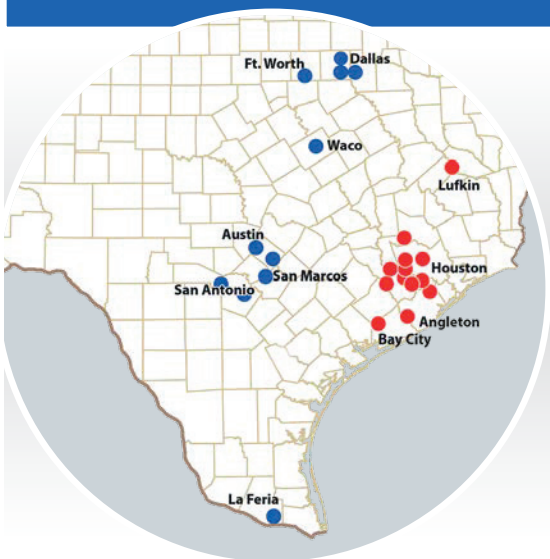 Ft. Worth
Dallas
Waco
Lufkin
Austin
Houston
San Marcos
San Antonio
Angleton
Bay City
La Feria